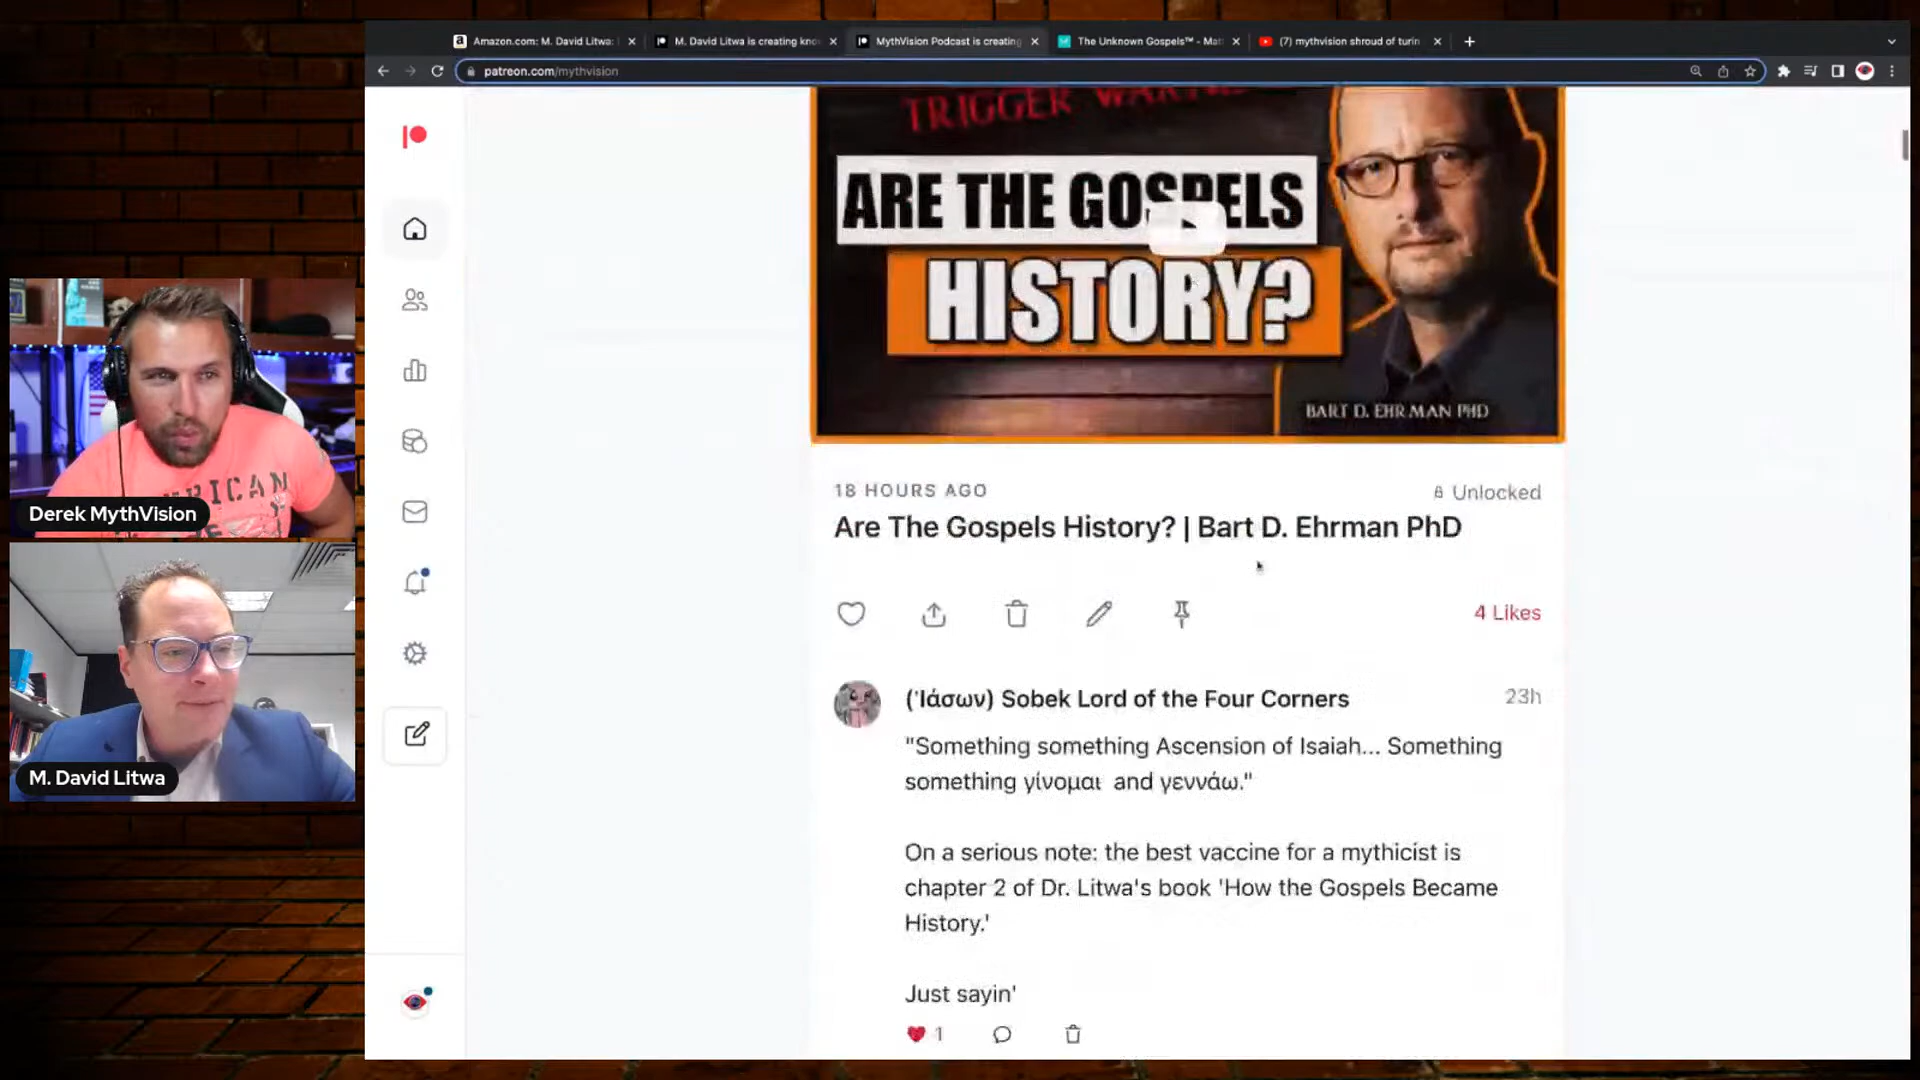 Amazon.com: M. David Litwa:
M. David Litwa is creating kno
MythVision Podcast is creating
The Unknown Gospels™ - Mat
(7) mythvision shroud of turin
patreon.com/mythvision
TRIGGER
ARE THE GOSPELS
HISTORY?
BART D. EHRMAN PHD
18 HOURS AGO
Unlocked
Are The Gospels History? | Bart D. Ehrman PhD
4 Likes
(Ἰάσων) Sobek Lord of the Four Corners
23h
"Something something Ascension of Isaiah... Something
something γίνομαι and γεννάω."
On a serious note: the best vaccine for a mythicist is
chapter 2 of Dr. Litwa's book 'How the Gospels Became
History.'
Just sayin'
1
RICAN
Derek MythVision
M. David Litwa